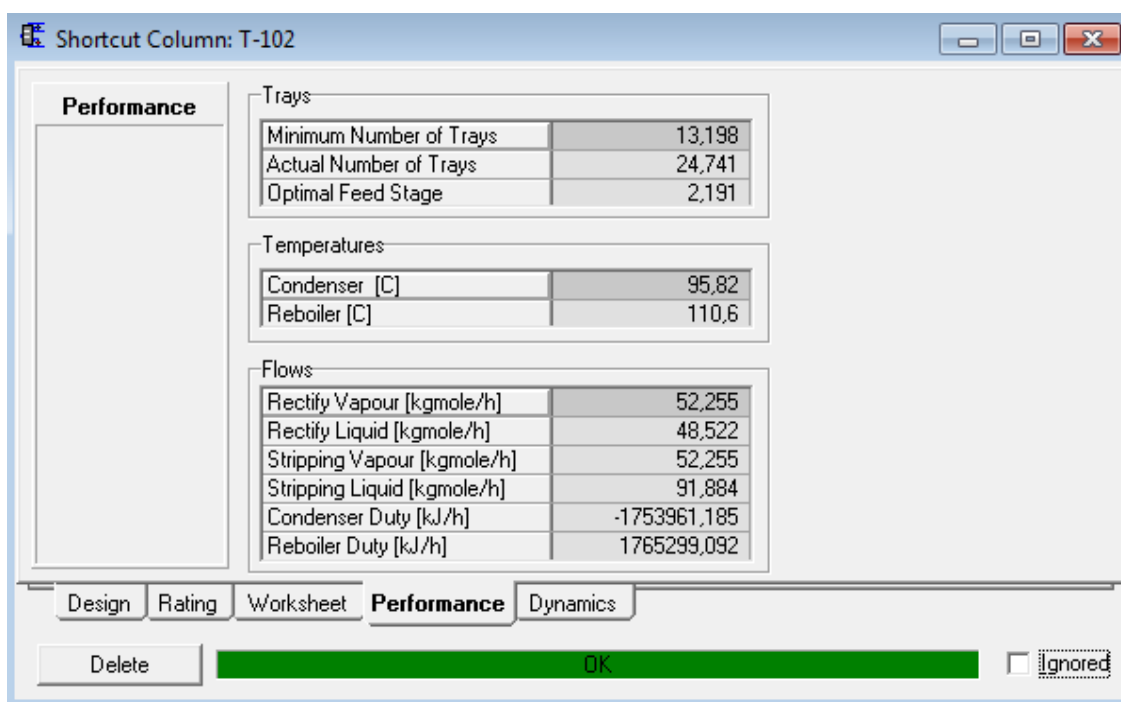 Shortcut Column: T-102
Performance
Trays
Minimum Number of Trays 13,198
Actual Number of Trays 24,741
Optimal Feed Stage 2,191
Temperatures
Condenser [C] 95,82
Reboiler [C] 110,6
Flows
Rectify Vapour [kgmole/h] 52,255
Rectify Liquid [kgmole/h] 48,522
Stripping Vapour [kgmole/h] 52,255
Stripping Liquid [kgmole/h] 91,884
Condenser Duty [kJ/h] -1753961,185
Reboiler Duty [kJ/h] 1765299,092
Design Rating Worksheet Performance Dynamics
Delete OK Ignored